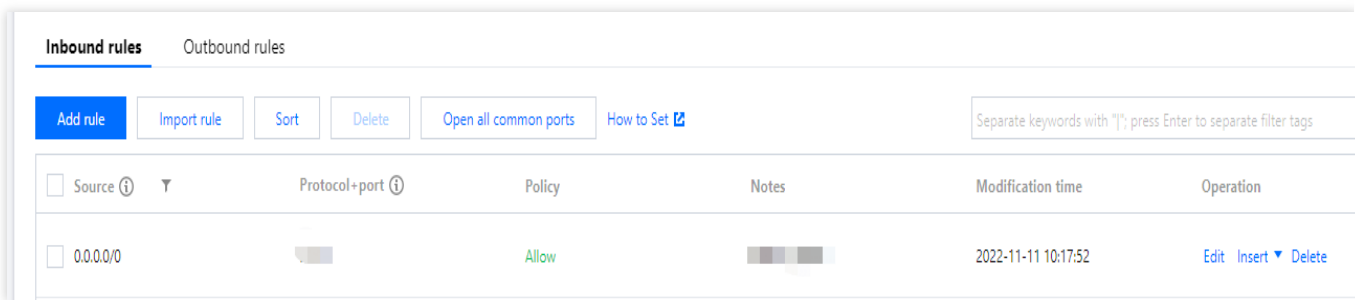 Inbound rules Outbound rules
Add rule Import rule Sort Delete Open all common ports How to Set Separate keywords with "|"; press Enter to separate filter tags
Source Protocol+port Policy Notes Modification time Operation
0.0.0.0/0 Allow 2022-11-11 10:17:52 Edit Insert Delete